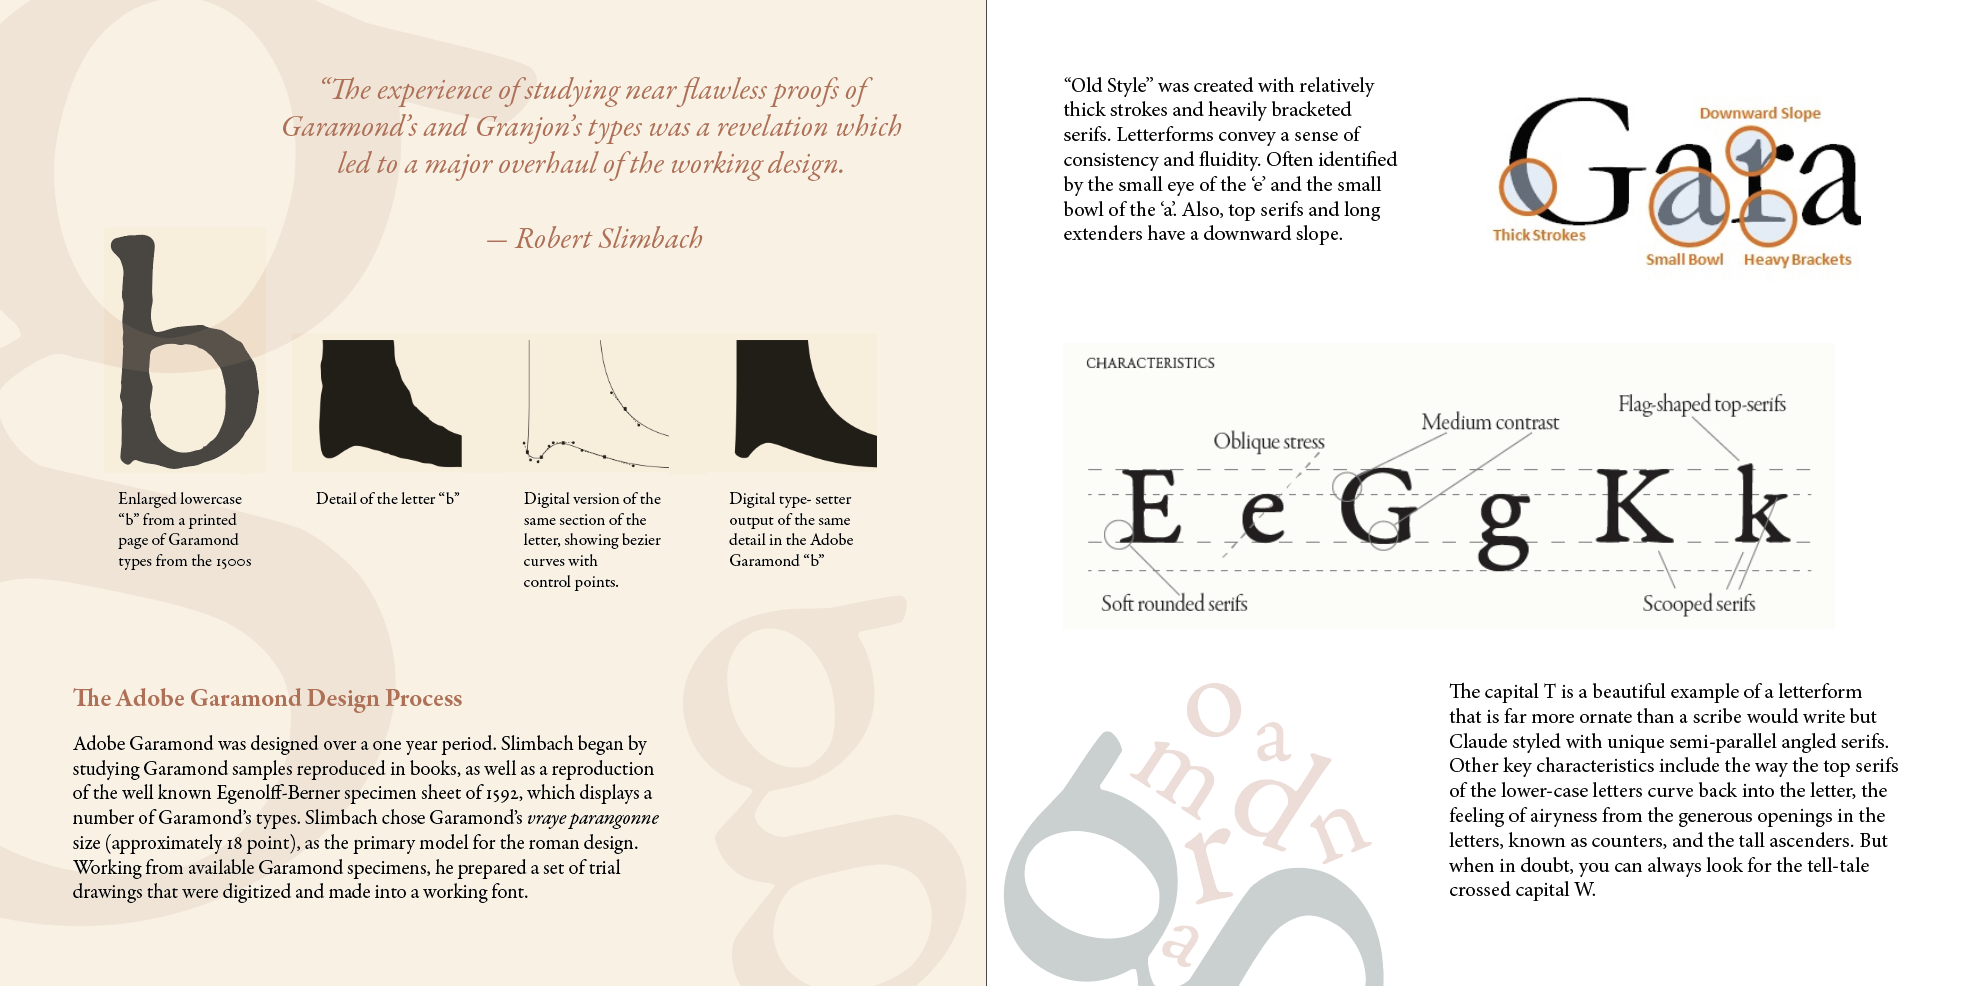 “The experience of studying near flawless proofs of
Garamond’s and Granjon’s types was a revelation which
led to a major overhaul of the working design.
— Robert Slimbach
b
Enlarged lowercase
“b” from a printed
page of Garamond
types from the 1500s
Detail of the letter “b”
Digital version of the
same section of the
letter, showing bezier
curves with
control points.
Digital type- setter
output of the same
detail in the Adobe
Garamond “b”
The Adobe Garamond Design Process
Adobe Garamond was designed over a one year period. Slimbach began by
studying Garamond samples reproduced in books, as well as a reproduction
of the well known Egenolff-Berner specimen sheet of 1592, which displays a
number of Garamond’s types. Slimbach chose Garamond’s vraye parangonne
size (approximately 18 point), as the primary model for the roman design.
Working from available Garamond specimens, he prepared a set of trial
drawings that were digitized and made into a working font.
g
g
“Old Style” was created with relatively
thick strokes and heavily bracketed
serifs. Letterforms convey a sense of
consistency and fluidity. Often identified
by the small eye of the ‘e’ and the small
bowl of the ‘a’. Also, top serifs and long
extenders have a downward slope.
Downward Slope
Gara
Thick Strokes
Small Bowl Heavy Brackets
CHARACTERISTICS
Flag-shaped top-serifs
Medium contrast
Oblique stress
E e G g K k
Soft rounded serifs
Scooped serifs
g
a
r
a
m
o
n
d
The capital T is a beautiful example of a letterform
that is far more ornate than a scribe would write but
Claude styled with unique semi-parallel angled serifs.
Other key characteristics include the way the top serifs
of the lower-case letters curve back into the letter, the
feeling of airyness from the generous openings in the
letters, known as counters, and the tall ascenders. But
when in doubt, you can always look for the tell-tale
crossed capital W.